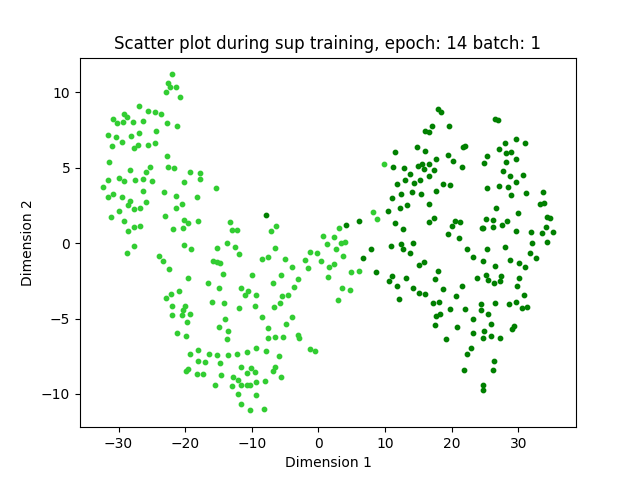 Scatter plot during sup training, epoch: 14 batch: 1
10
5
0
−5
−10
Dimension 2
−30 −20 −10 0 10 20 30
Dimension 1